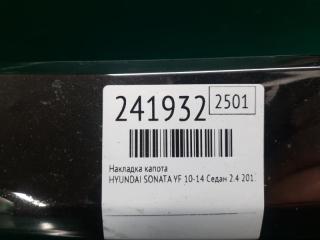 241932 2501
Накладка капота
HYUNDAI SONATA YF 10-14 Седан 2.4 201.